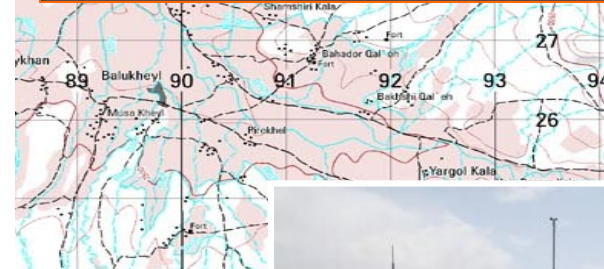 Shamshiri Kala
Fort
27
Bahador Qal`eh
Fort
ykhan
89
Balukheyl
90
91
92
93
94
Bakhshi Qal`eh
Musa Kheyl
26
Pirokhel
Yargol Kala
Fort